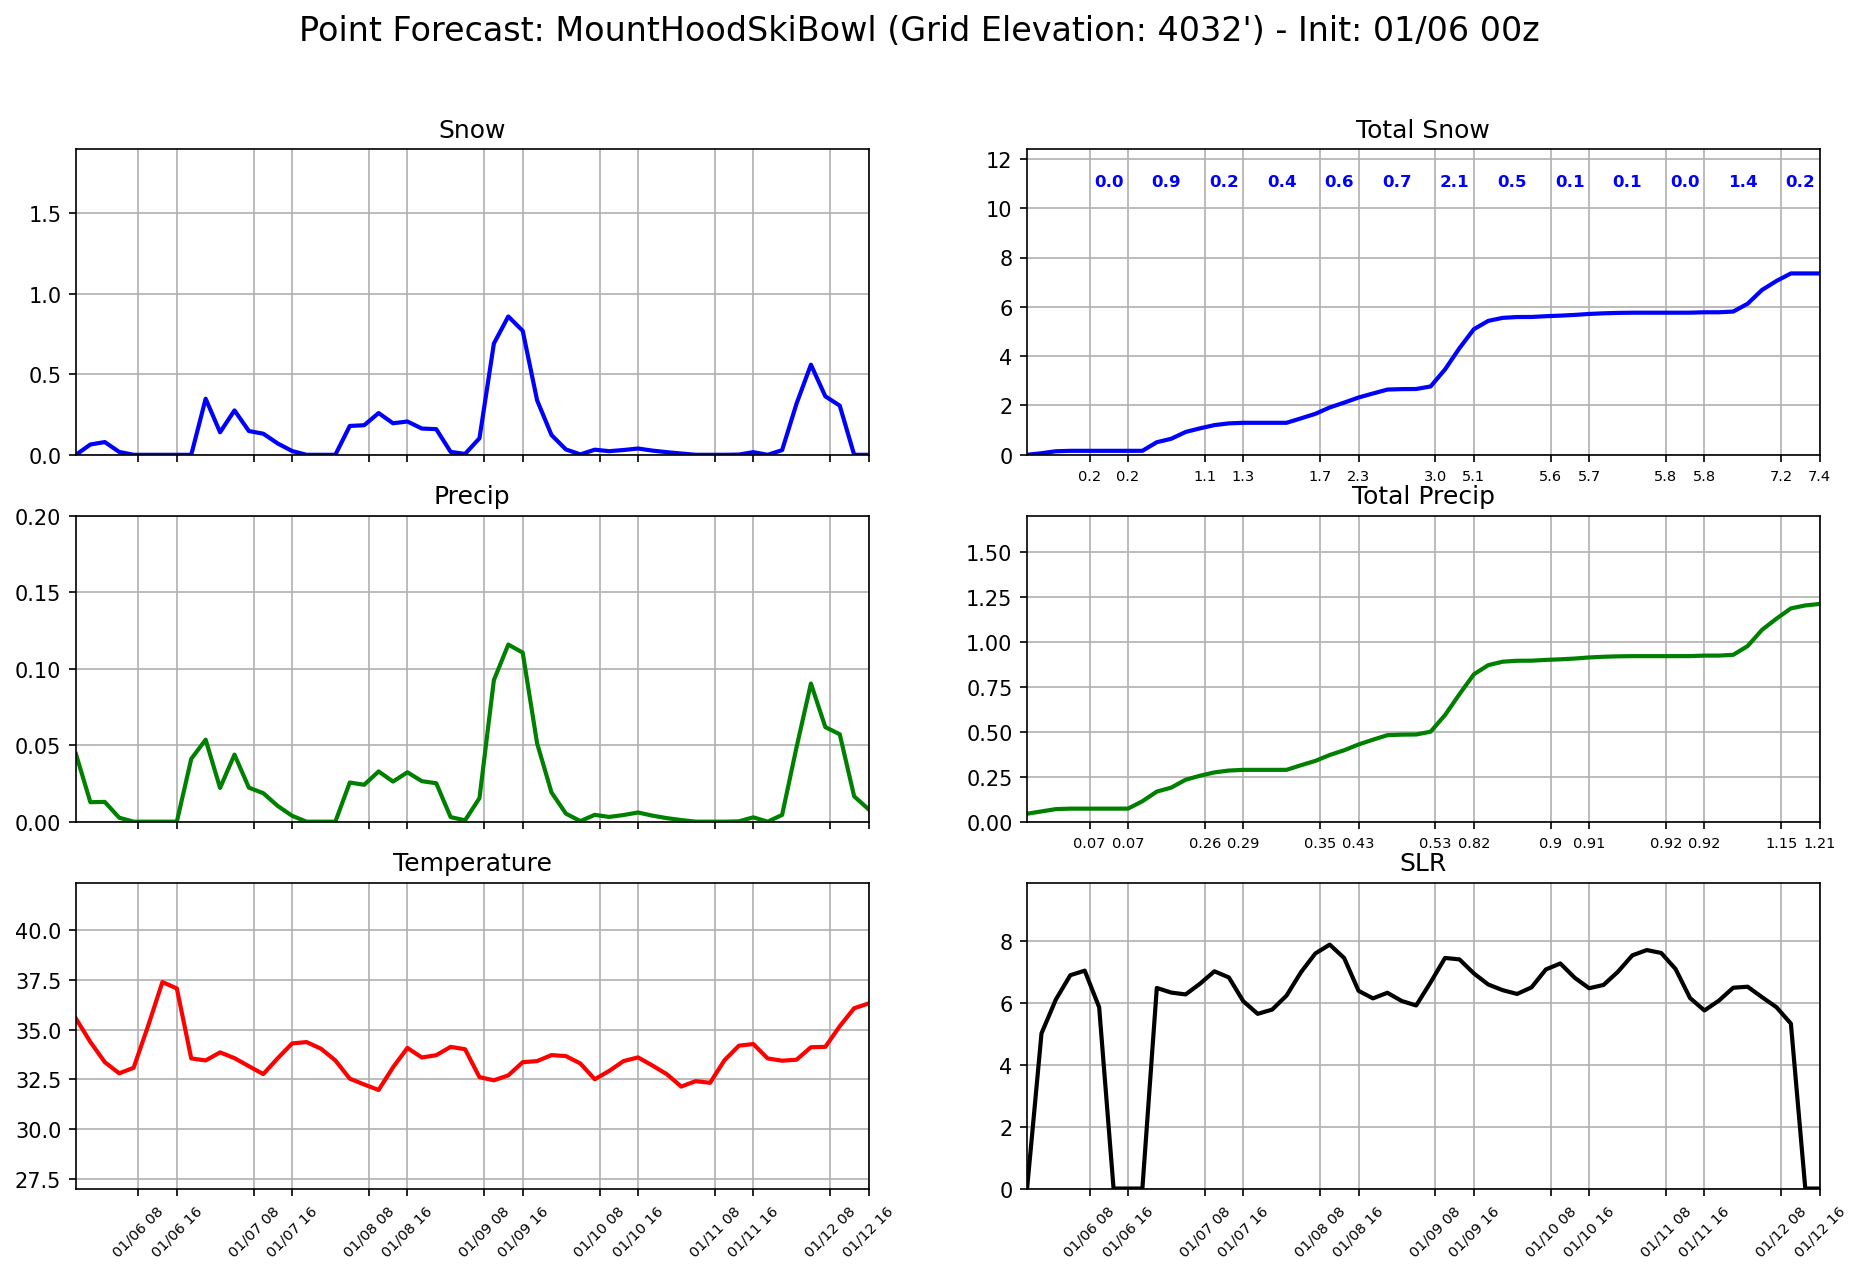 Point Forecast: MountHoodSkiBowl (Grid Elevation: 4032') - Init: 01/06 00z
Snow
1.5
1.0
0.5
0.0
Total Snow
12
10
8
6
4
2
0
0.0 0.9 0.2 0.4 0.6 0.7 2.1 0.5 0.1 0.1 0.0 1.4 0.2
0.2 0.2 1.1 1.3 1.7 2.3 3.0 5.1 5.6 5.7 5.8 5.8 7.2 7.4
Precip
0.20
0.15
0.10
0.05
0.00
Total Precip
1.50
1.25
1.00
0.75
0.50
0.25
0.00
0.07 0.07 0.26 0.29 0.35 0.43 0.53 0.82 0.9 0.91 0.92 0.92 1.15 1.21
Temperature
40.0
37.5
35.0
32.5
30.0
27.5
01/06 08 01/06 16 01/07 08 01/07 16 01/08 08 01/08 16 01/09 08 01/09 16 01/10 08 01/10 16 01/11 08 01/11 16 01/12 08 01/12 16
SLR
8
6
4
2
0
01/06 08 01/06 16 01/07 08 01/07 16 01/08 08 01/08 16 01/09 08 01/09 16 01/10 08 01/10 16 01/11 08 01/11 16 01/12 08 01/12 16